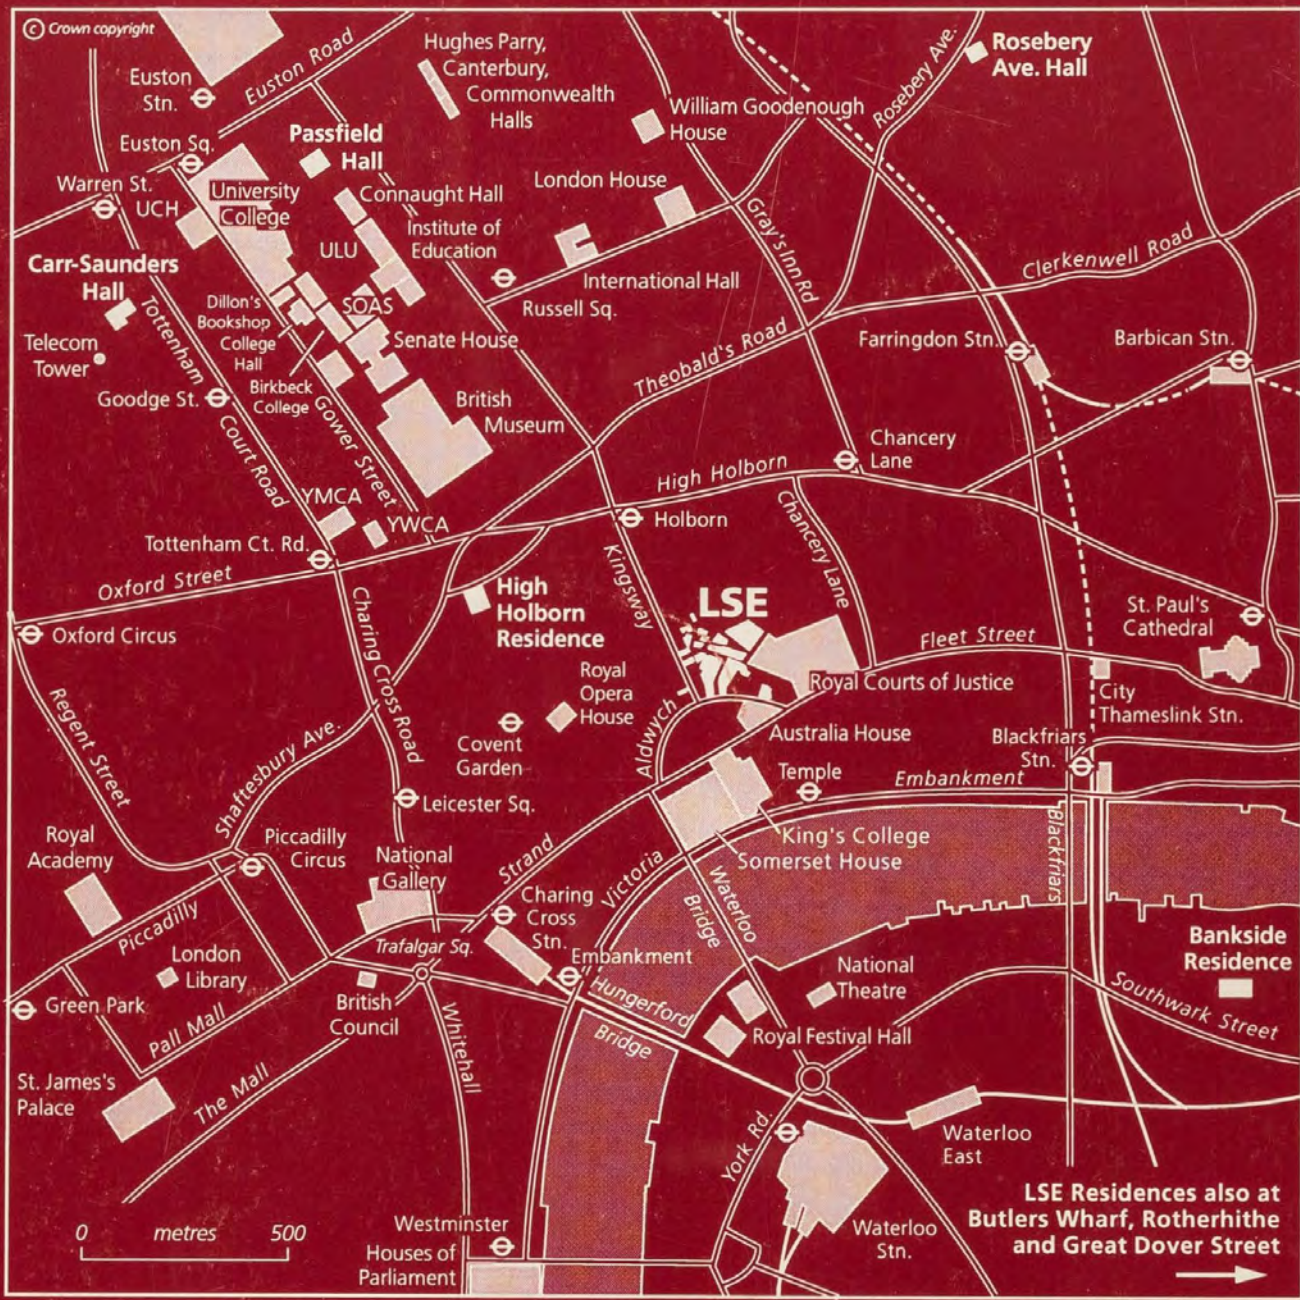 © Crown copyright
Euston
Stn.
Euston Road
Hughes Parry,
Canterbury,
Commonwealth
Halls
Rosebery Ave.
Rosebery
Ave. Hall
William Goodenough
House
Euston Sq.
Passfield
Hall
Warren St.
UCH
University
College
Connaught Hall
London House
Institute of
Education
ULU
Gray's Inn Rd
Clerkenwell Road
Carr-Saunders
Hall
International Hall
Russell Sq.
Dillon's
Bookshop
College
Hall
SOAS
Senate House
Telecom
Tower
Tottenham
Court Road
Goodge St.
Birkbeck
College
Gower Street
British
Museum
Theobald's Road
Farringdon Stn.
Barbican Stn.
Chancery
Lane
High Holborn
YMCA
YWCA
Holborn
Chancery Lane
Tottenham Ct. Rd.
Oxford Street
Kingsway
High
Holborn
Residence
LSE
Oxford Circus
Charing Cross Road
Fleet Street
St. Paul's
Cathedral
Royal
Opera
House
Royal Courts of Justice
City
Thameslink Stn.
Regent Street
Shaftesbury Ave.
Covent
Garden
Aldwych
Australia House
Blackfriars
Stn.
Temple
Embankment
Leicester Sq.
Royal
Academy
Piccadilly
Circus
National
Gallery
Strand
Victoria
King's College
Somerset House
Blackfriars
Charing
Cross
Stn.
Waterloo
Bridge
Piccadilly
London
Library
Trafalgar Sq.
Embankment
National
Theatre
Bankside
Residence
Green Park
Pall Mall
British
Council
Hungerford
Bridge
Royal Festival Hall
Southwark Street
St. James's
Palace
The Mall
Whitehall
York Rd.
Waterloo
East
Waterloo
Stn.
LSE Residences also at
Butlers Wharf, Rotherhithe
and Great Dover Street
0 metres 500
Westminster
Houses of
Parliament